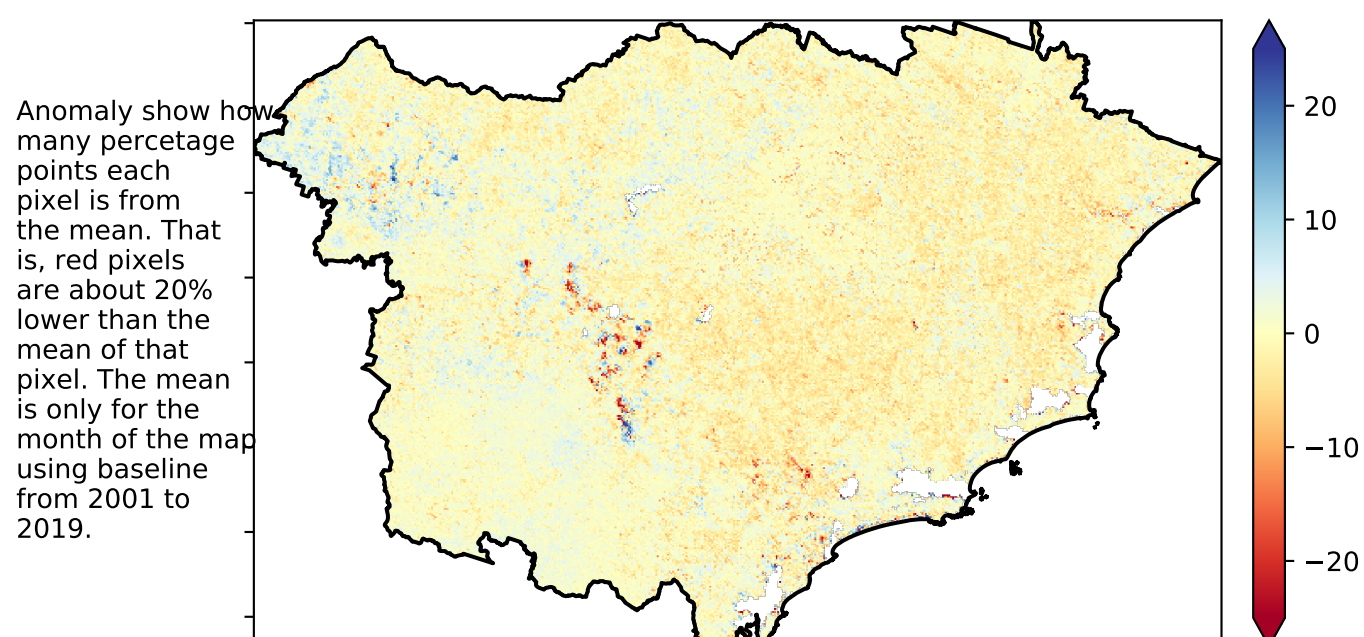 Anomaly show how
many percetage
points each
pixel is from
the mean. That
is, red pixels
are about 20%
lower than the
mean of that
pixel. The mean
is only for the
month of the map
using baseline
from 2001 to
2019.
20
10
0
−10
−20